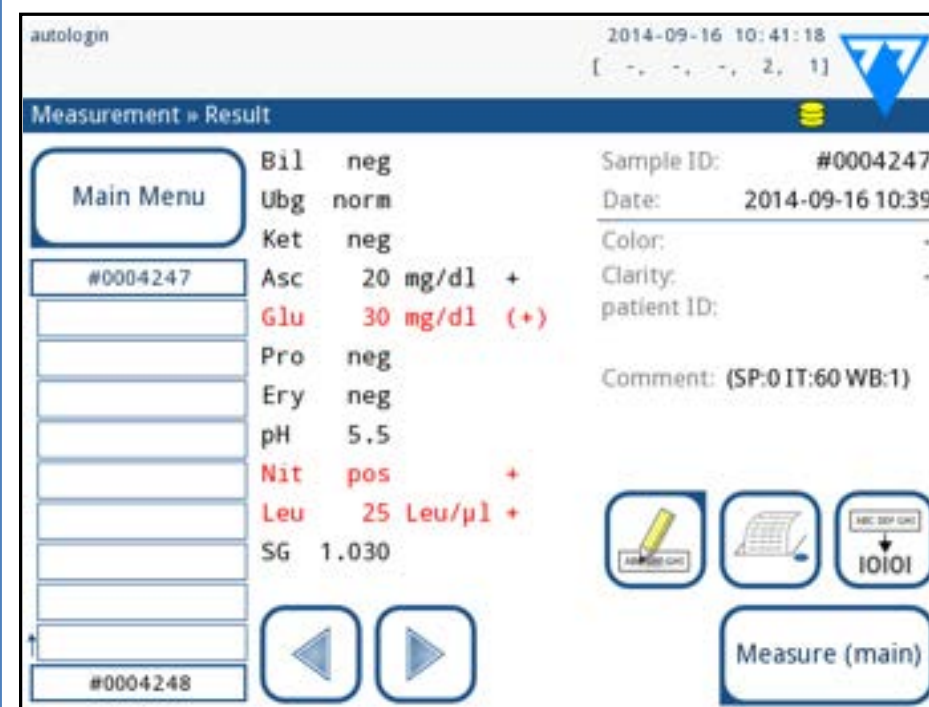 autologin
2014-09-16 10:41:18
[ -, -, -, 2, 1]
Measurement » Result
Main Menu
#0004247
#0004248
Bil neg
Ubg norm
Ket neg
Asc 20 mg/dl +
Glu 30 mg/dl (+)
Pro neg
Ery neg
pH 5.5
Nit pos +
Leu 25 Leu/µl +
SG 1.030
Sample ID: #0004247
Date: 2014-09-16 10:39
Color: -
Clarity: -
patient ID:
Comment: (SP:0 IT:60 WB:1)
ABC DEF GHI
IOIOI
Measure (main)